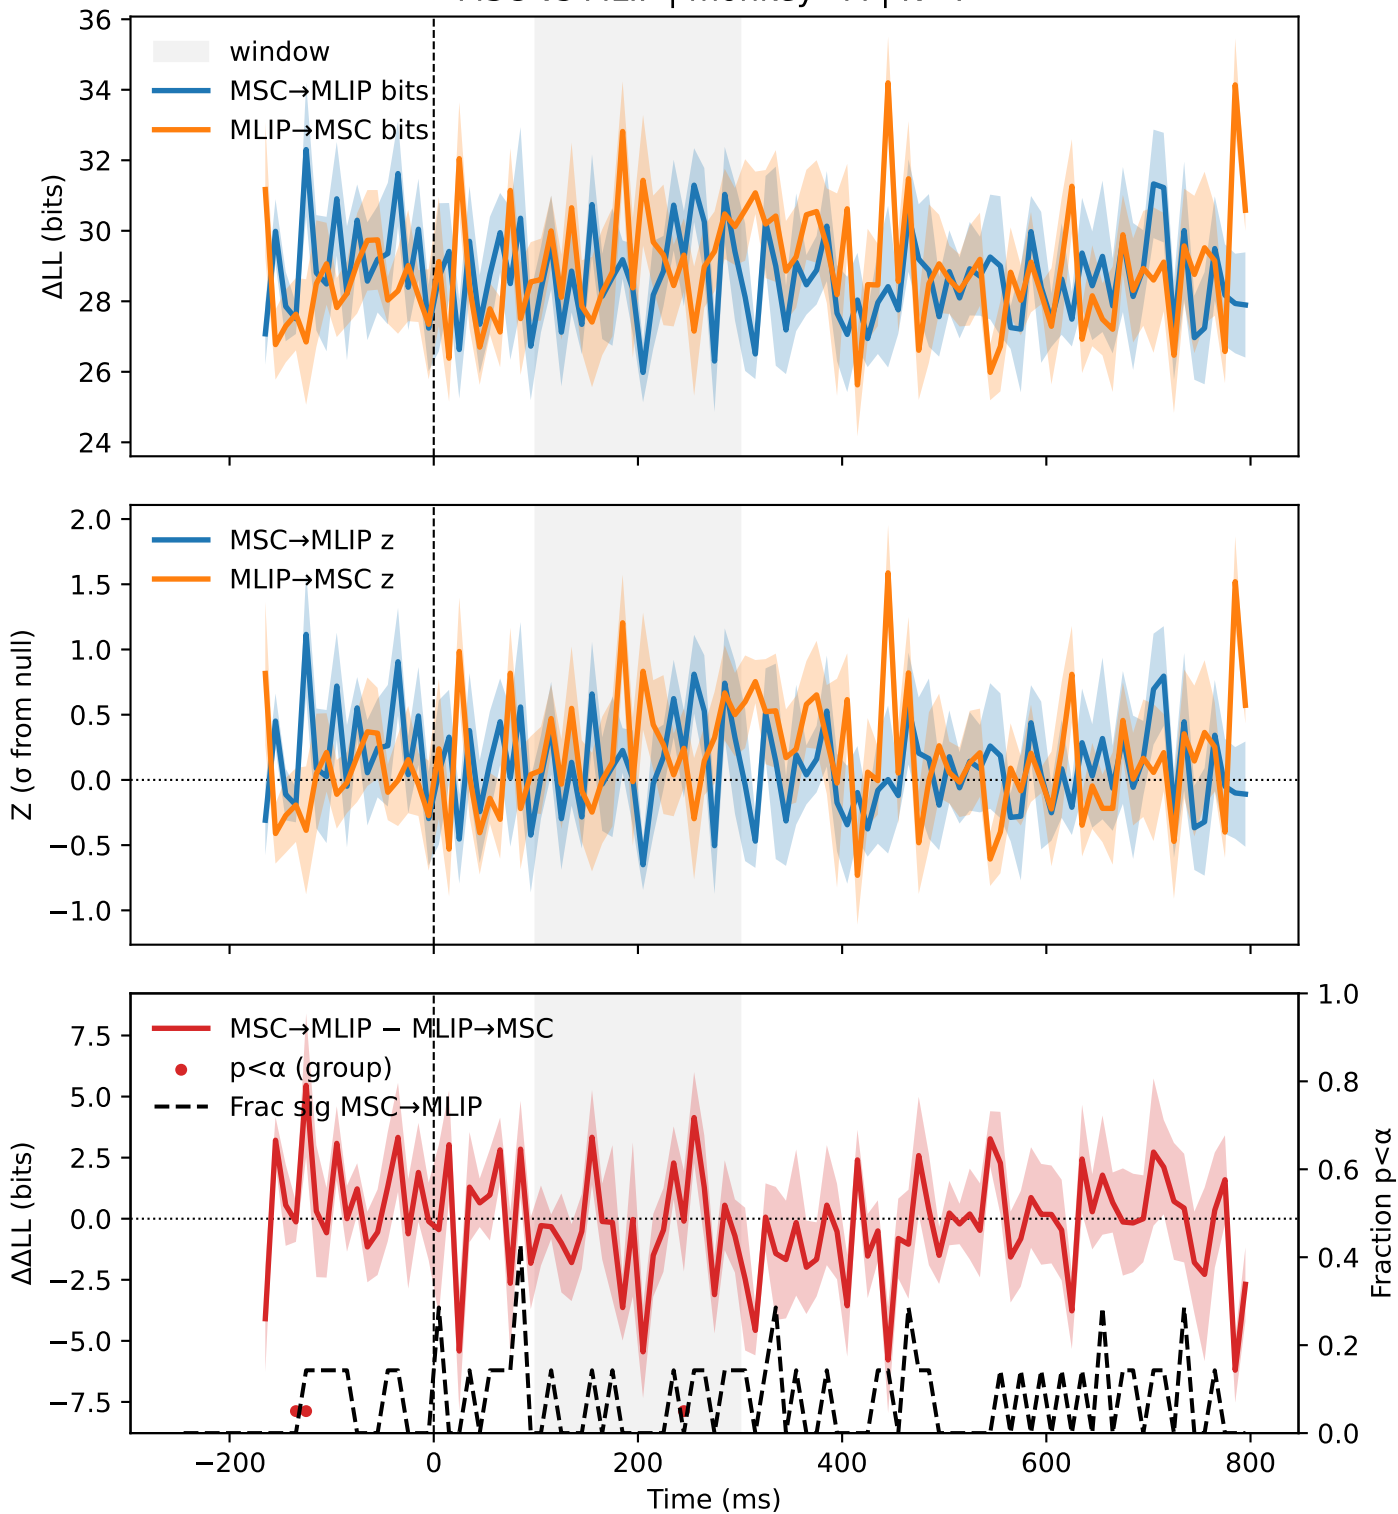 36
34
32
30
28
26
24
ΔLL (bits)
window
MSC→MLIP bits
MLIP→MSC bits
2.0
1.5
1.0
0.5
0.0
−0.5
−1.0
Z (σ from null)
MSC→MLIP z
MLIP→MSC z
7.5
5.0
2.5
0.0
−2.5
−5.0
−7.5
ΔΔLL (bits)
MSC→MLIP − MLIP→MSC
p<α (group)
Frac sig MSC→MLIP
1.0
0.8
0.6
0.4
0.2
0.0
Fraction p<α
−200
0
200
400
600
800
Time (ms)